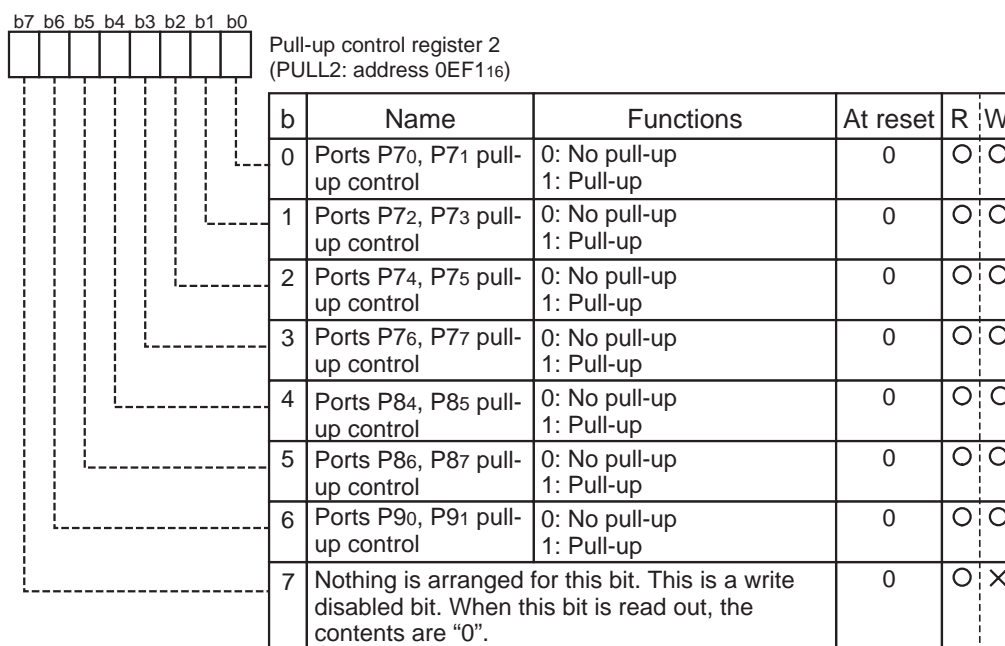 b7 b6 b5 b4 b3 b2 b1 b0
Pull-up control register 2
(PULL2: address 0EF116)
b Name Functions At reset R W
0 Ports P70, P71 pull- 0: No pull-up 0 O O
up control 1: Pull-up
1 Ports P72, P73 pull- 0: No pull-up 0 O O
up control 1: Pull-up
2 Ports P74, P75 pull- 0: No pull-up 0 O O
up control 1: Pull-up
3 Ports P76, P77 pull- 0: No pull-up 0 O O
up control 1: Pull-up
4 Ports P84, P85 pull- 0: No pull-up 0 O O
up control 1: Pull-up
5 Ports P86, P87 pull- 0: No pull-up 0 O O
up control 1: Pull-up
6 Ports P90, P91 pull- 0: No pull-up 0 O O
up control 1: Pull-up
7 Nothing is arranged for this bit. This is a write 0 O ×
disabled bit. When this bit is read out, the
contents are “0”.